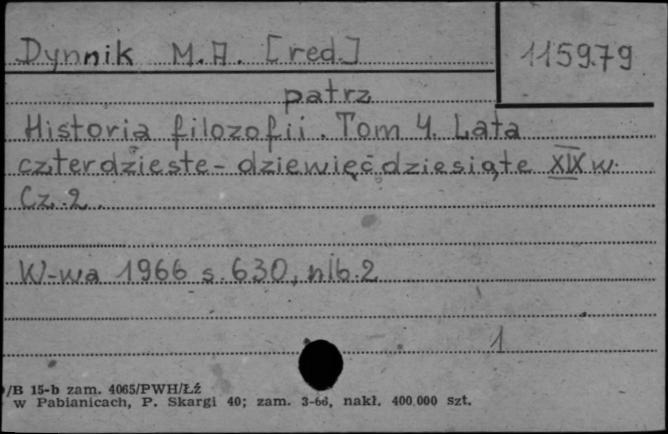 Dynnik M.A. [red.]
115979
patrz
Historia filozofii. Tom 4. Lata
czterdzieste-dziewięćdziesiąte XIX w.
Cz. 2.
W-wa 1966 s. 630, nlb. 2
1
/B 15-b zam. 4065/PWH/Łź
w Pabianicach, P. Skargi 40; zam. 3-66, nakł. 400.000 szt.